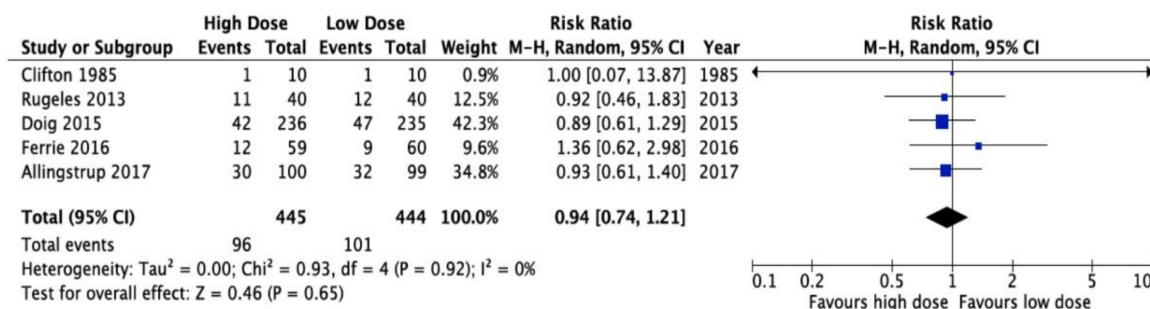 High Dose Low Dose Risk Ratio Risk Ratio
Study or Subgroup Events Total Events Total Weight M-H, Random, 95% CI Year M-H, Random, 95% CI
Clifton 1985 1 10 1 10 0.9% 1.00 [0.07, 13.87] 1985
Rugeles 2013 11 40 12 40 12.5% 0.92 [0.46, 1.83] 2013
Doig 2015 42 236 47 235 42.3% 0.89 [0.61, 1.29] 2015
Ferrie 2016 12 59 9 60 9.6% 1.36 [0.62, 2.98] 2016
Allingstrup 2017 30 100 32 99 34.8% 0.93 [0.61, 1.40] 2017
Total (95% CI) 445 444 100.0% 0.94 [0.74, 1.21]
Total events 96 101
Heterogeneity: Tau² = 0.00; Chi² = 0.93, df = 4 (P = 0.92); I² = 0%
Test for overall effect: Z = 0.46 (P = 0.65)
0.1 0.2 0.5 1 2 5 10
Favours high dose Favours low dose